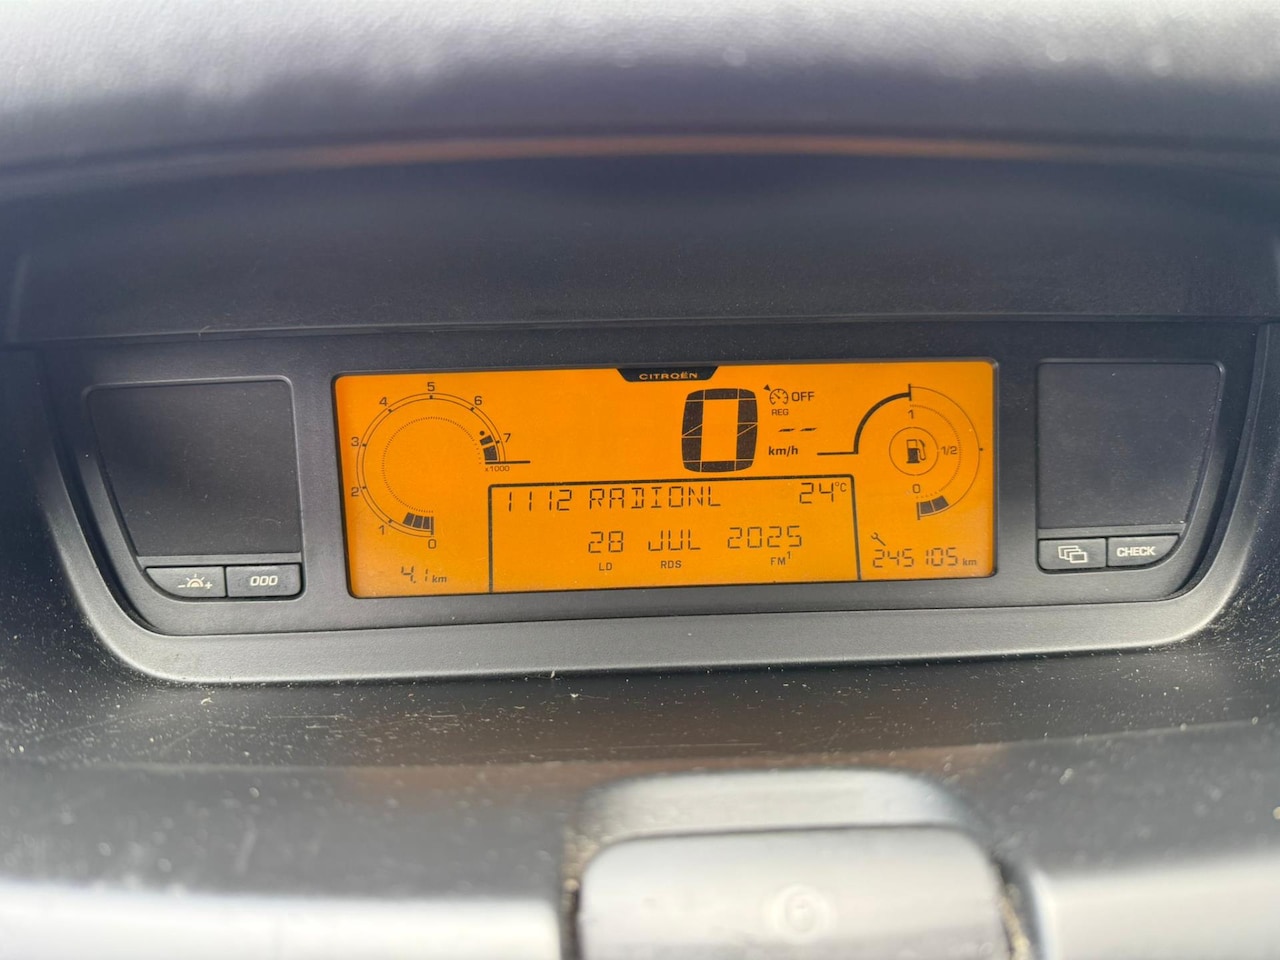 CITROËN
5
4
6
3
7
x1000
2
1
0
4.1 km
0
km/h
OFF
REG
-- --
1
1/2
0
1112 RADIONL 24°C
28 JUL 2025
LD RDS FM1
245105 km
- +
000
CHECK